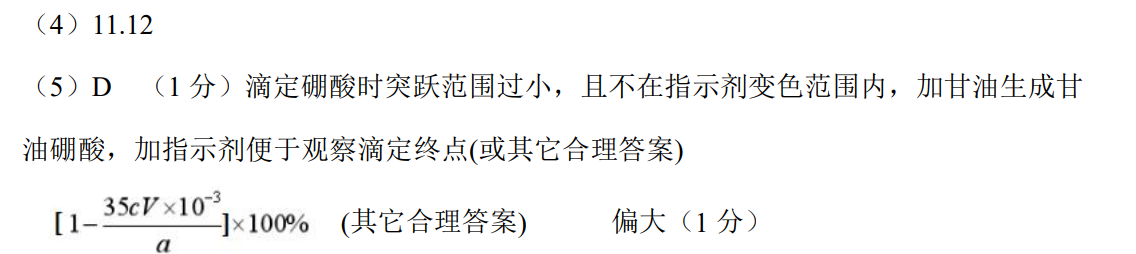 （4）11.12
（5）D （1 分）滴定硼酸时突跃范围过小，且不在指示剂变色范围内，加甘油生成甘
油硼酸，加指示剂便于观察滴定终点(或其它合理答案)
[1-\frac{35cV×10^{-3}}{a}]×100% (其它合理答案) 偏大（1 分）